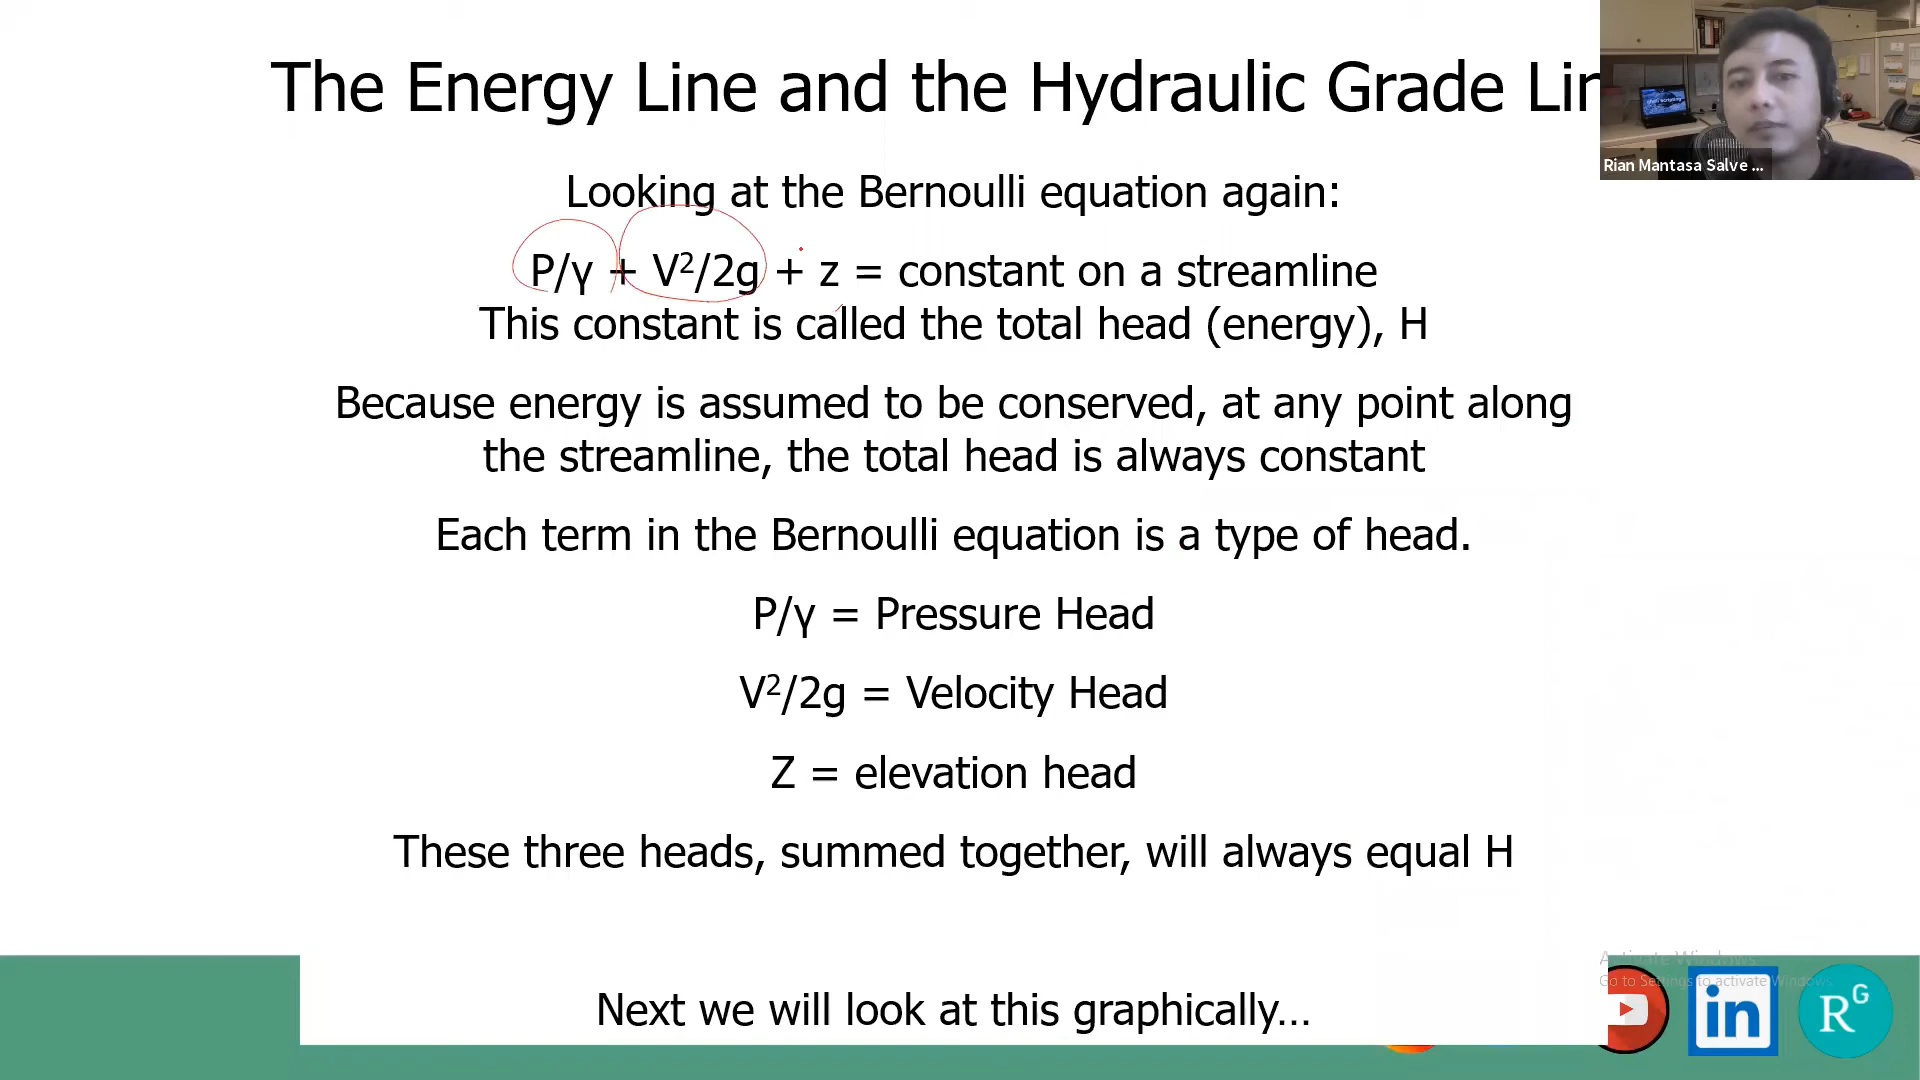 The Energy Line and the Hydraulic Grade Lin
Rian Mantasa Salve ...
Looking at the Bernoulli equation again:
P/γ + V²/2g + z = constant on a streamline
This constant is called the total head (energy), H
Because energy is assumed to be conserved, at any point along
the streamline, the total head is always constant
Each term in the Bernoulli equation is a type of head.
P/γ = Pressure Head
V²/2g = Velocity Head
Z = elevation head
These three heads, summed together, will always equal H
Activate Windows
Go to Settings to activate Windows.
Next we will look at this graphically...
in
RG